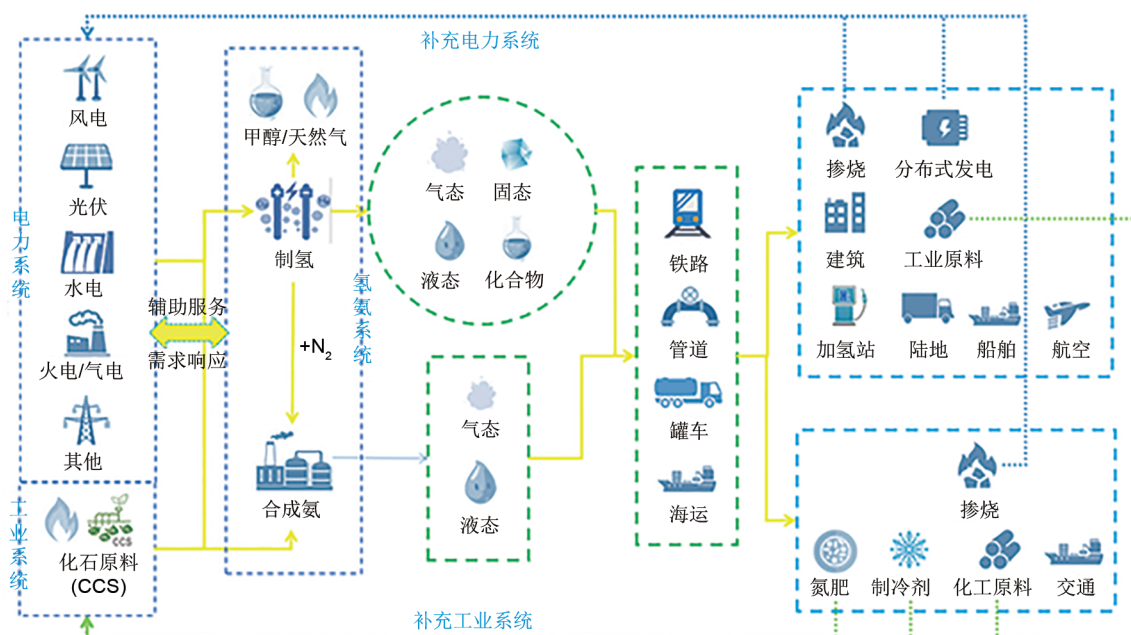 补充电力系统
电力系统
风电
光伏
水电
火电/气电
其他
工业系统
CCS
化石原料
(CCS)
辅助服务
需求响应
甲醇/天然气
制氢
+N₂
合成氨
氢氨系统
气态
固态
液态
化合物
气态
液态
铁路
管道
罐车
海运
掺烧
分布式发电
建筑
工业原料
加氢站
陆地
船舶
航空
掺烧
氮肥
制冷剂
化工原料
交通
补充工业系统